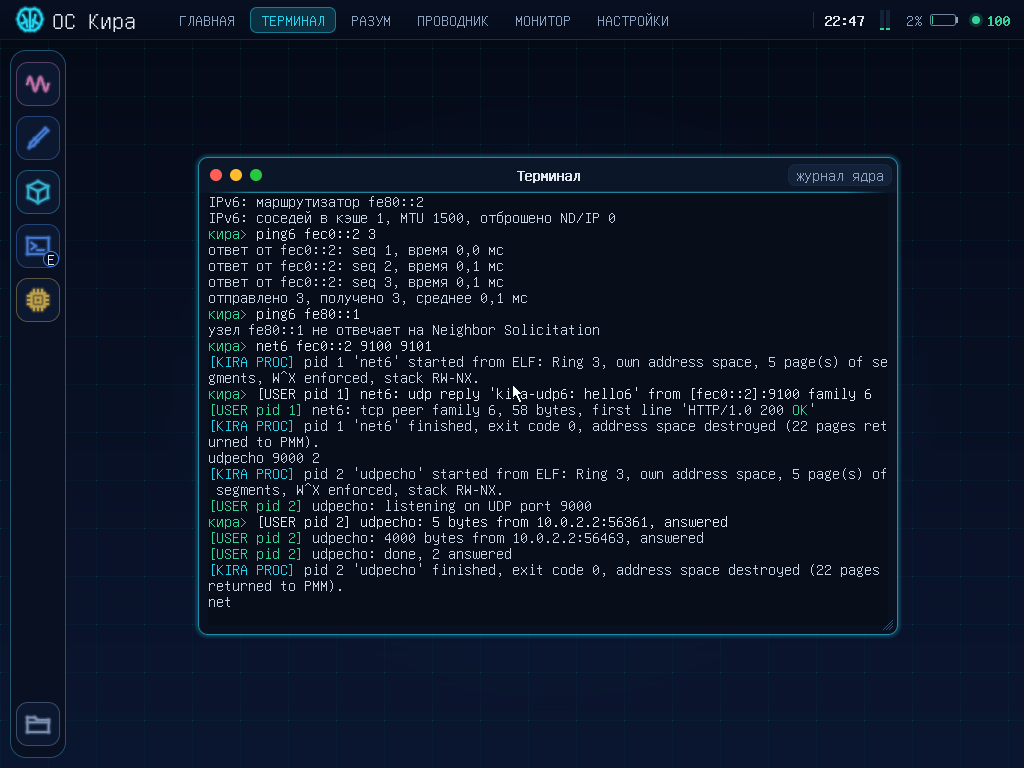 ОС Кира
ГЛАВНАЯ
ТЕРМИНАЛ
РАЗУМ
ПРОВОДНИК
МОНИТОР
НАСТРОЙКИ
22:47
2%
100
E
Терминал
журнал ядра
IPv6: маршрутизатор fe80::2
IPv6: соседей в кэше 1, MTU 1500, отброшено ND/IP 0
кира> ping6 fec0::2 3
ответ от fec0::2: seq 1, время 0,0 мс
ответ от fec0::2: seq 2, время 0,1 мс
ответ от fec0::2: seq 3, время 0,1 мс
отправлено 3, получено 3, среднее 0,1 мс
кира> ping6 fe80::1
узел fe80::1 не отвечает на Neighbor Solicitation
кира> net6 fec0::2 9100 9101
[KIRA PROC] pid 1 'net6' started from ELF: Ring 3, own address space, 5 page(s) of se
gments, W^X enforced, stack RW-NX.
кира> [USER pid 1] net6: udp reply 'kira-udp6: hello6' from [fec0::2]:9100 family 6
[USER pid 1] net6: tcp peer family 6, 58 bytes, first line 'HTTP/1.0 200 OK'
[KIRA PROC] pid 1 'net6' finished, exit code 0, address space destroyed (22 pages ret
urned to PMM).
udpecho 9000 2
[KIRA PROC] pid 2 'udpecho' started from ELF: Ring 3, own address space, 5 page(s) of
segments, W^X enforced, stack RW-NX.
[USER pid 2] udpecho: listening on UDP port 9000
кира> [USER pid 2] udpecho: 5 bytes from 10.0.2.2:56361, answered
[USER pid 2] udpecho: 4000 bytes from 10.0.2.2:56463, answered
[USER pid 2] udpecho: done, 2 answered
[KIRA PROC] pid 2 'udpecho' finished, exit code 0, address space destroyed (22 pages
returned to PMM).
net